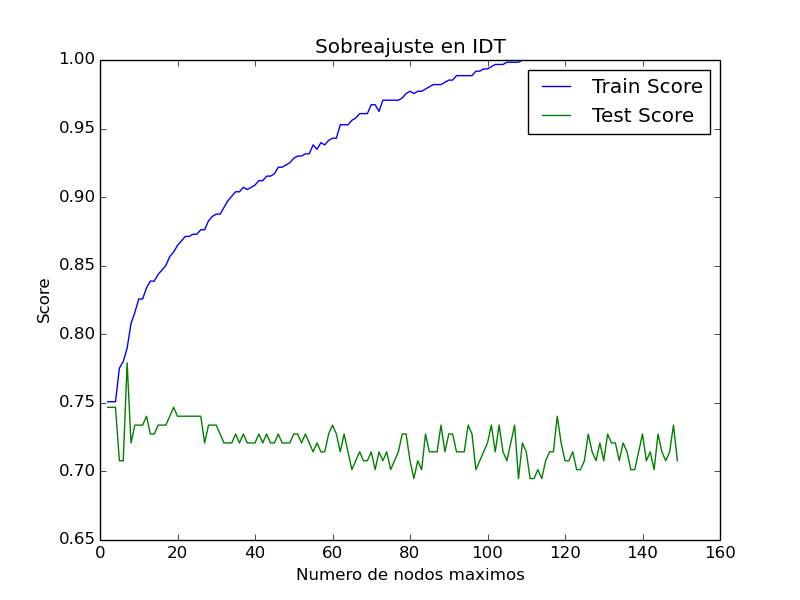 Sobreajuste en IDT
1.00
0.95
0.90
0.85
0.80
0.75
0.70
0.65
Score
Train Score
Test Score
0 20 40 60 80 100 120 140 160
Numero de nodos maximos